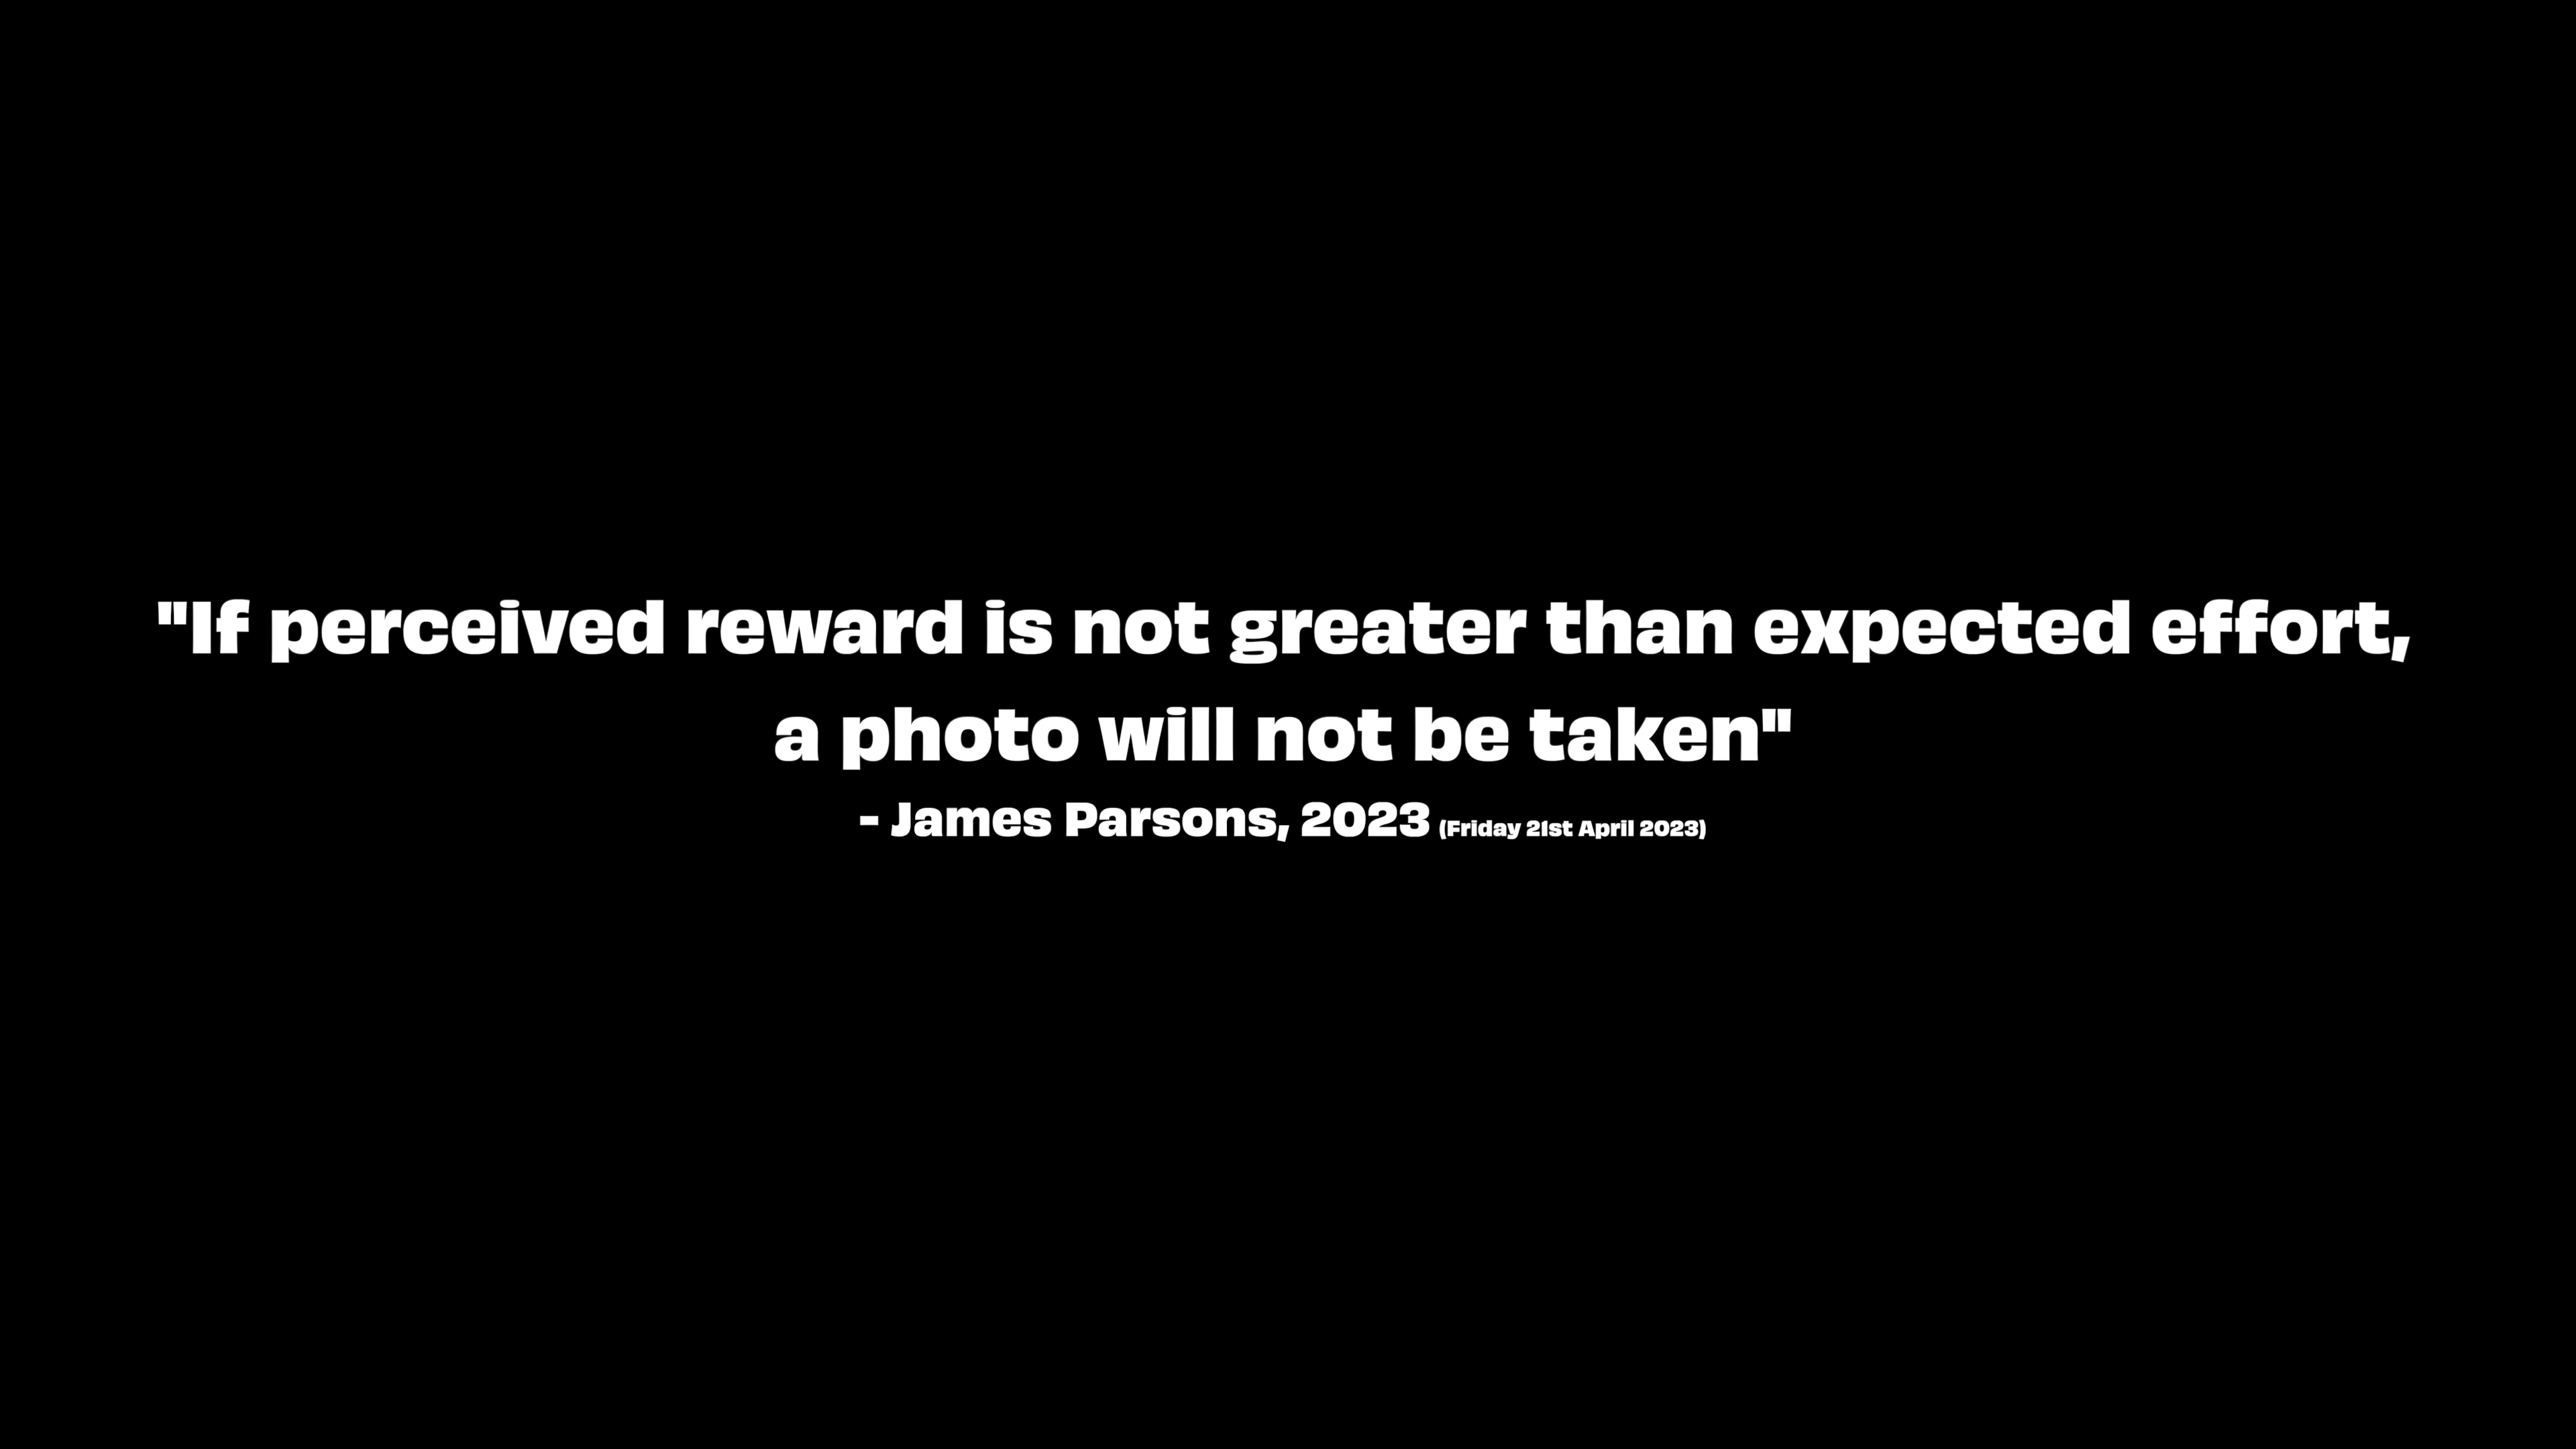 "If perceived reward is not greater than expected effort,
a photo will not be taken"
- James Parsons, 2023 (Friday 21st April 2023)